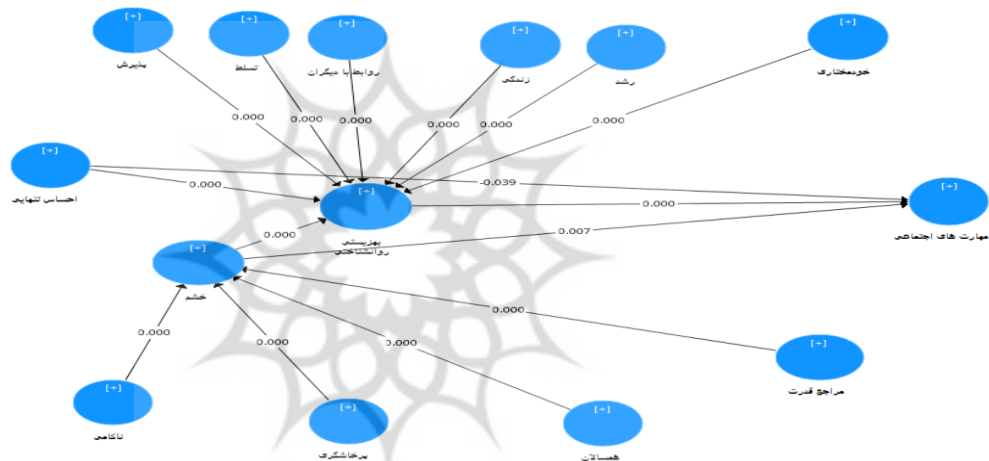 [+] [+] [+] [+] [+] [+]
پذیرش تسلط روابط با دیگران زندگی رشد خودمختاری
0.000 0.000 0.000 0.000 0.000 0.000
[+]
احساس تنهایی
0.000
-0.039
[+]
بهزیستی
روانشناختی
0.000
[+]
مهارت های اجتماعی
0.000
0.007
[+]
خشم
0.000 0.000 0.000 0.000
[+]
مراجع قدرت
[+] [+] [+]
ناکامی پرخاشگری همسالان